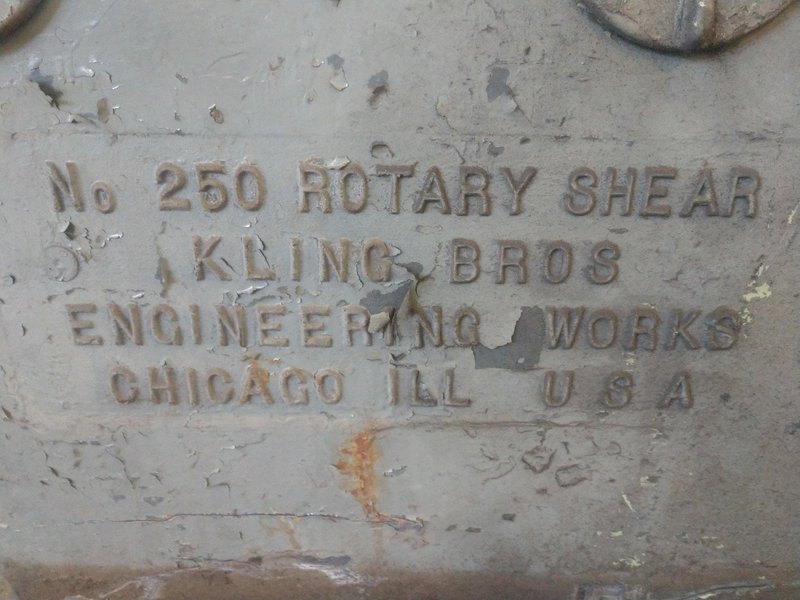 No 250 ROTARY SHEAR
KLING BROS
ENGINEERING WORKS
CHICAGO ILL USA